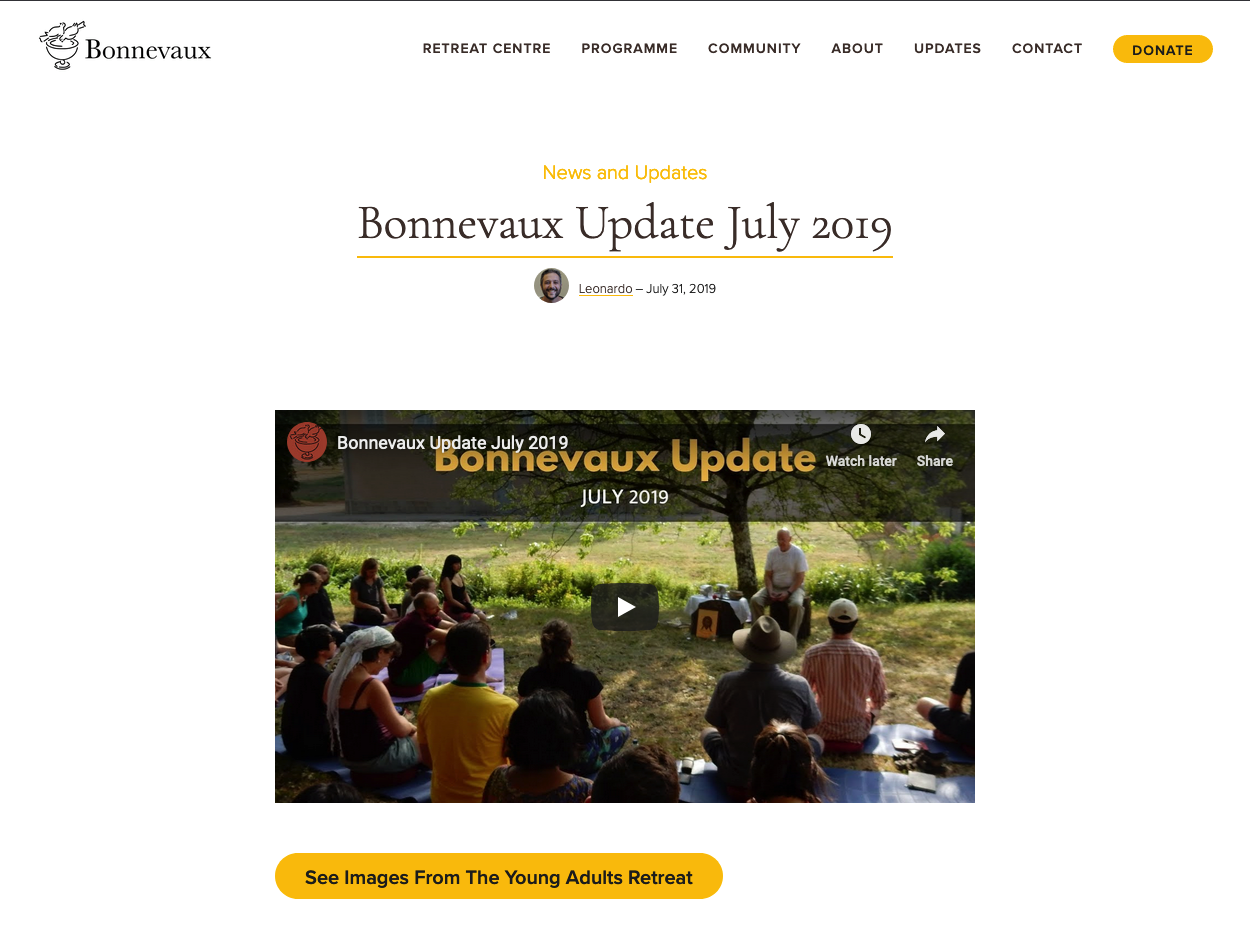 Bonnevaux
RETREAT CENTRE PROGRAMME COMMUNITY ABOUT UPDATES CONTACT DONATE
News and Updates
Bonnevaux Update July 2019
Leonardo – July 31, 2019
Bonnevaux Update July 2019
Watch later Share
Bonnevaux Update
JULY 2019
See Images From The Young Adults Retreat